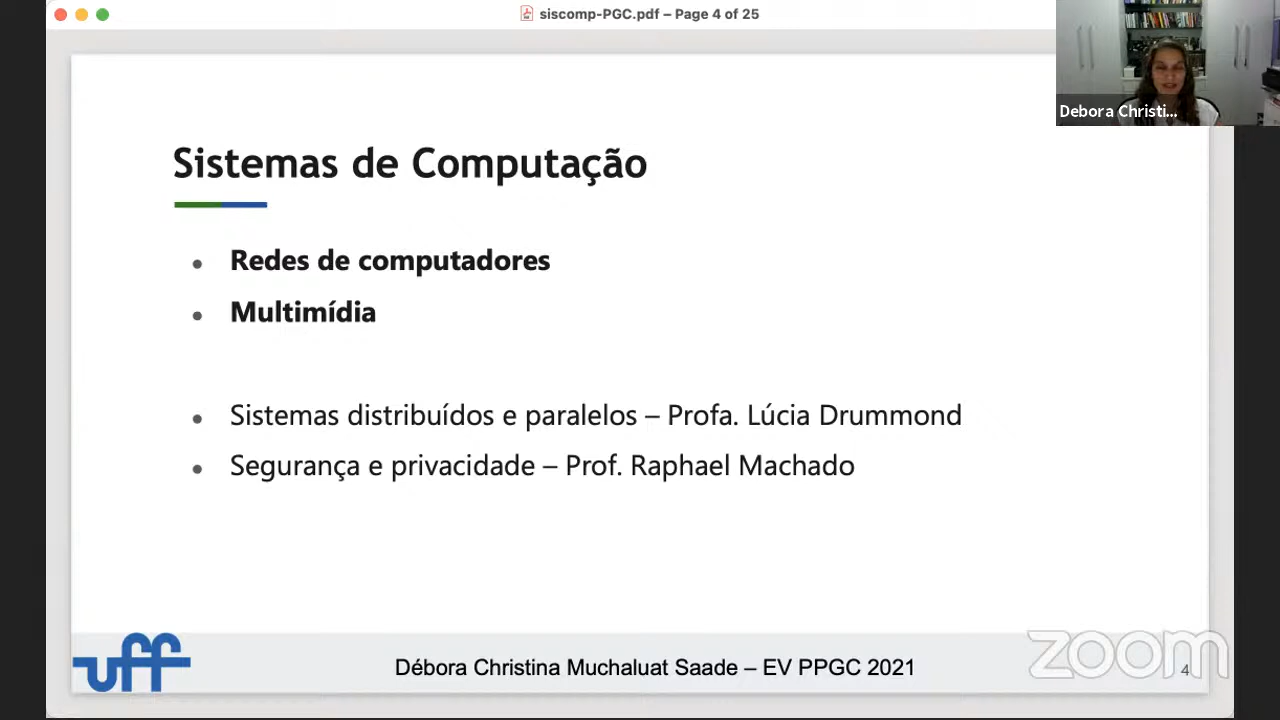 siscomp-PGC.pdf – Page 4 of 25
Debora Christi...
Sistemas de Computação
Redes de computadores
Multimídia
Sistemas distribuídos e paralelos – Profa. Lúcia Drummond
Segurança e privacidade – Prof. Raphael Machado
uff
Débora Christina Muchaluat Saade – EV PPGC 2021
zoom
4